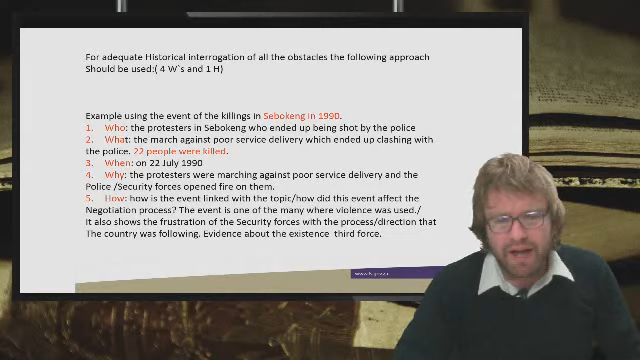 For adequate Historical interrogation of all the obstacles the following approach
Should be used:( 4 W`s and 1 H)
Example using the event of the killings in Sebokeng in 1990.
1. Who: the protesters in Sebokeng who ended up being shot by the police
2. What: the march against poor service delivery which ended up clashing with
the police. 22 people were killed.
3. When: on 22 July 1990
4. Why: the protesters were marching against poor service delivery and the
Police /Security forces opened fire on them.
5. How: how is the event linked with the topic/how did this event affect the
Negotiation process? The event is one of the many where violence was used./
It also shows the frustration of the Security forces with the process/direction that
The country was following. Evidence about the existence third force.